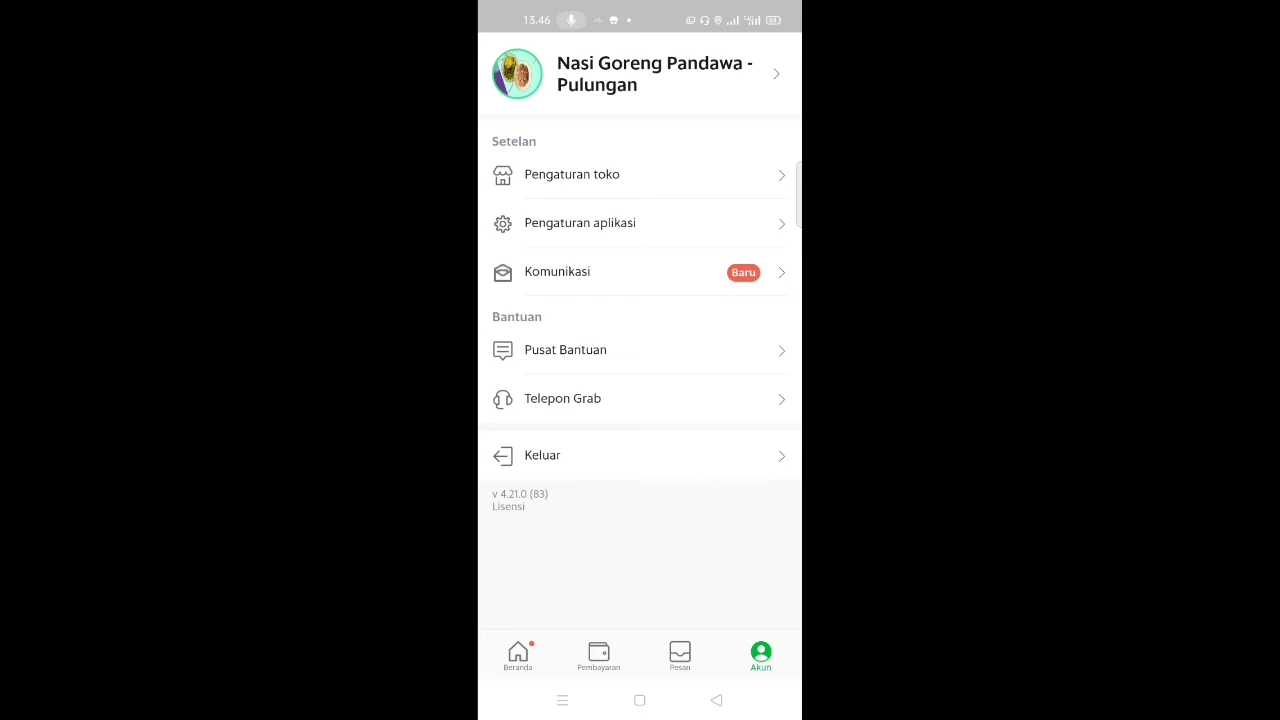 13.46
Nasi Goreng Pandawa -
Pulungan
Setelan
Pengaturan toko
Pengaturan aplikasi
Komunikasi
Baru
Bantuan
Pusat Bantuan
Telepon Grab
Keluar
v 4.21.0 (83)
Lisensi
Beranda
Pembayaran
Pesan
Akun